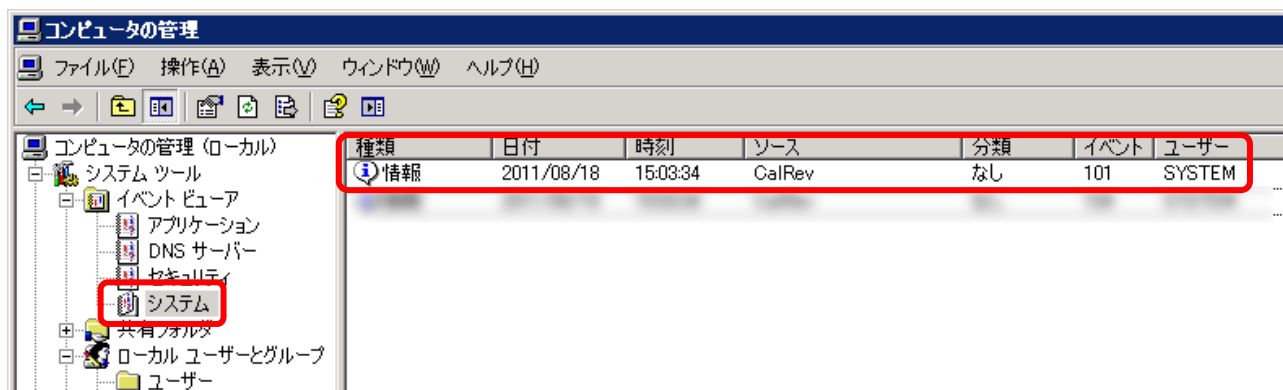 コンピュータの管理
ファイル(F) 操作(A) 表示(V) ウィンドウ(W) ヘルプ(H)
コンピュータの管理 (ローカル)
システム ツール
イベント ビューア
アプリケーション
DNS サーバー
セキュリティ
システム
共有フォルダ
ローカル ユーザーとグループ
ユーザー
種類 日付 時刻 ソース 分類 イベント ユーザー
情報 2011/08/18 15:03:34 CalRev なし 101 SYSTEM ...
...